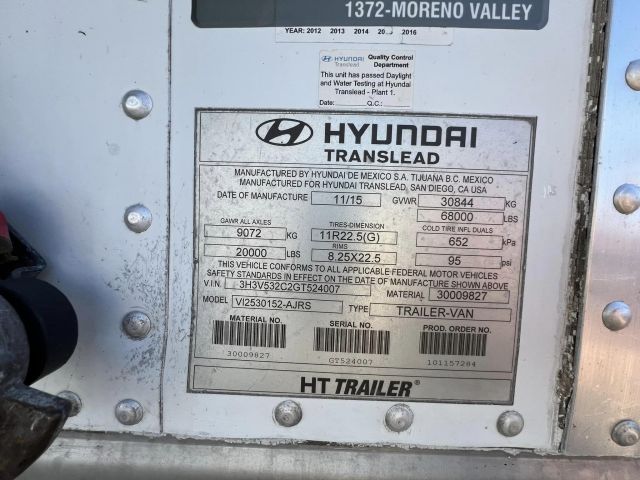 1372-MORENO VALLEY
YEAR: 2012 2013 2014 2016
HYUNDAI Translead Quality Control Department
This unit has passed Daylight
and Water Testing at Hyundai
Translead - Plant 1.
Date: Q.C.:
HYUNDAI
TRANSLEAD
MANUFACTURED BY HYUNDAI DE MEXICO S.A. TIJUANA B.C. MEXICO
MANUFACTURED FOR HYUNDAI TRANSLEAD, SAN DIEGO, CA USA
DATE OF MANUFACTURE 11/15 GVWR 30844 KG
68000 LBS
GAWR ALL AXLES TIRES-DIMENSION COLD TIRE INFL DUALS
9072 KG 11R22.5(G) 652 kPa
RIMS
20000 LBS 8.25X22.5 95 psi
THIS VEHICLE CONFORMS TO ALL APPLICABLE FEDERAL MOTOR VEHICLES
SAFETY STANDARDS IN EFFECT ON THE DATE OF MANUFACTURE SHOWN ABOVE
V.I.N. 3H3V532C2GT524007 MATERIAL 30009827
MODEL VI2530152-AJRS TYPE TRAILER-VAN
MATERIAL NO. SERIAL NO. PROD. ORDER NO.
30009827 GT524007 101157284
HT TRAILER®